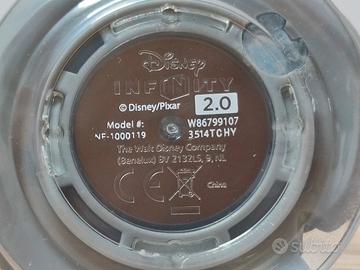 Disney
INFINITY
© Disney/Pixar 2.0
Model #: W86799107
INF-1000119 3514TCHY
The Walt Disney Company
(Benelux) BV 2132LS, 9, NL
CE China
subito